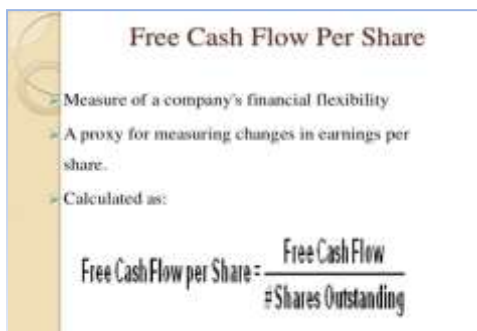 Free Cash Flow Per Share
Measure of a company's financial flexibility
A proxy for measuring changes in earnings per
share.
Calculated as:
Free Cash Flow
Free Cash Flow per Share =
# Shares Outstanding